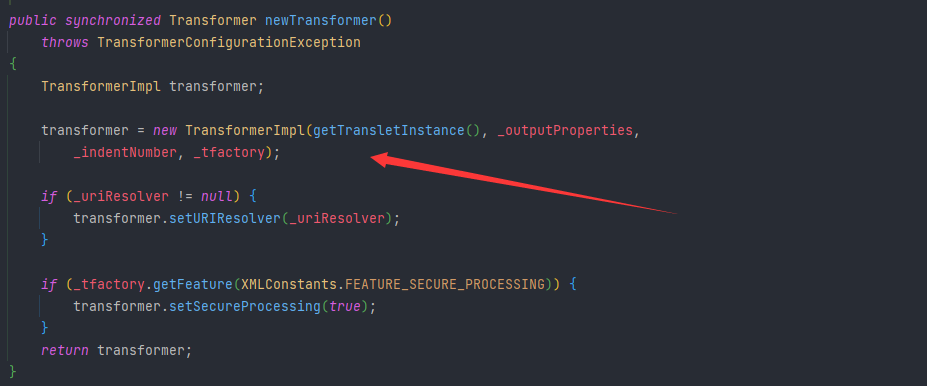 public synchronized Transformer newTransformer()
throws TransformerConfigurationException
{
TransformerImpl transformer;
transformer = new TransformerImpl(getTransletInstance(), _outputProperties,
_indentNumber, _tfactory);
if (_uriResolver != null) {
transformer.setURIResolver(_uriResolver);
}
if (_tfactory.getFeature(XMLConstants.FEATURE_SECURE_PROCESSING)) {
transformer.setSecureProcessing(true);
}
return transformer;
}